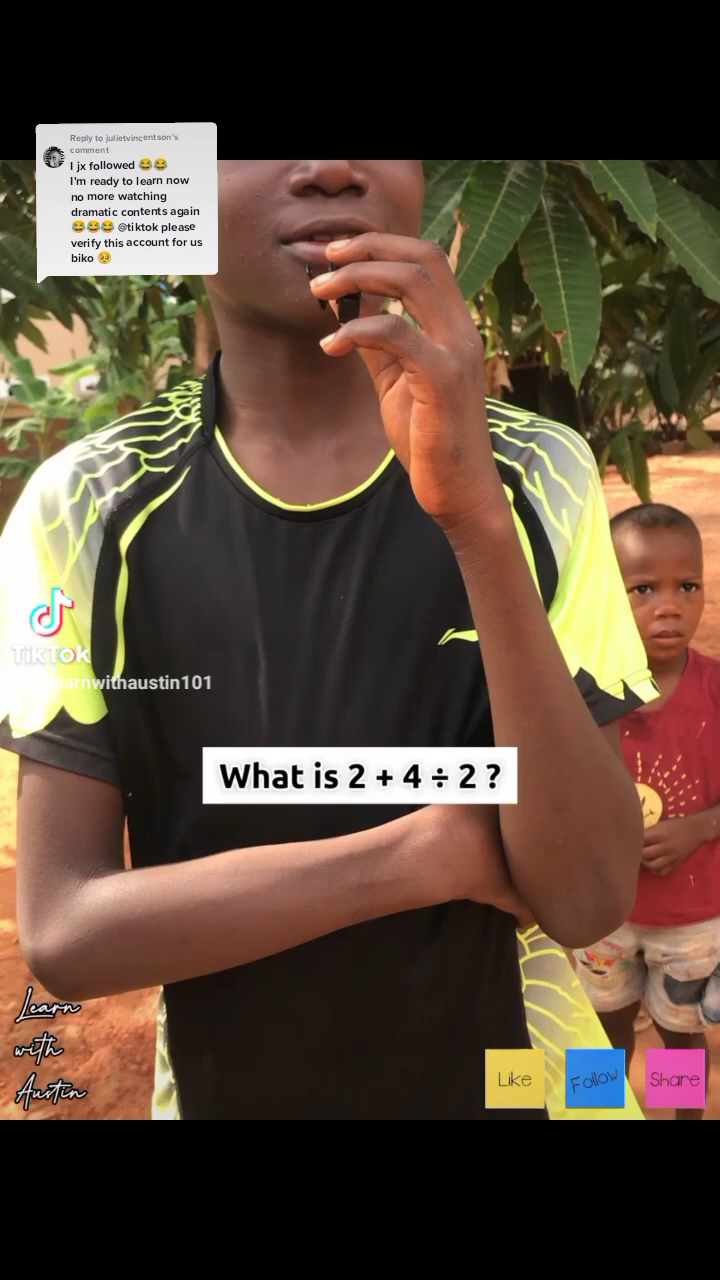 Reply to julietvincentson's
comment
I jx followed 😂😂
I'm ready to learn now
no more watching
dramatic contents again
😂😂😂 @tiktok please
verify this account for us
biko 🥺
TikTok
earnwithaustin101
What is 2 + 4 ÷ 2 ?
Learn
with
Austin
Like
Follow
Share